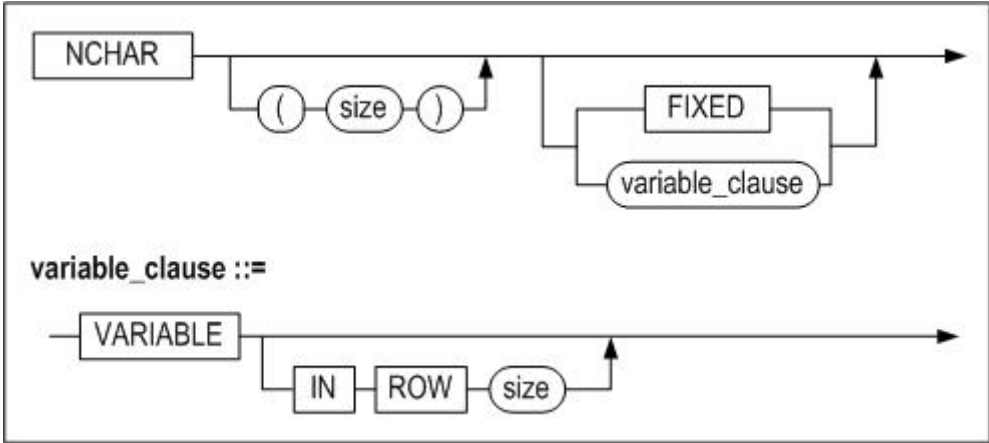 NCHAR
( size )
FIXED
variable_clause
variable_clause ::=
VARIABLE
IN ROW size